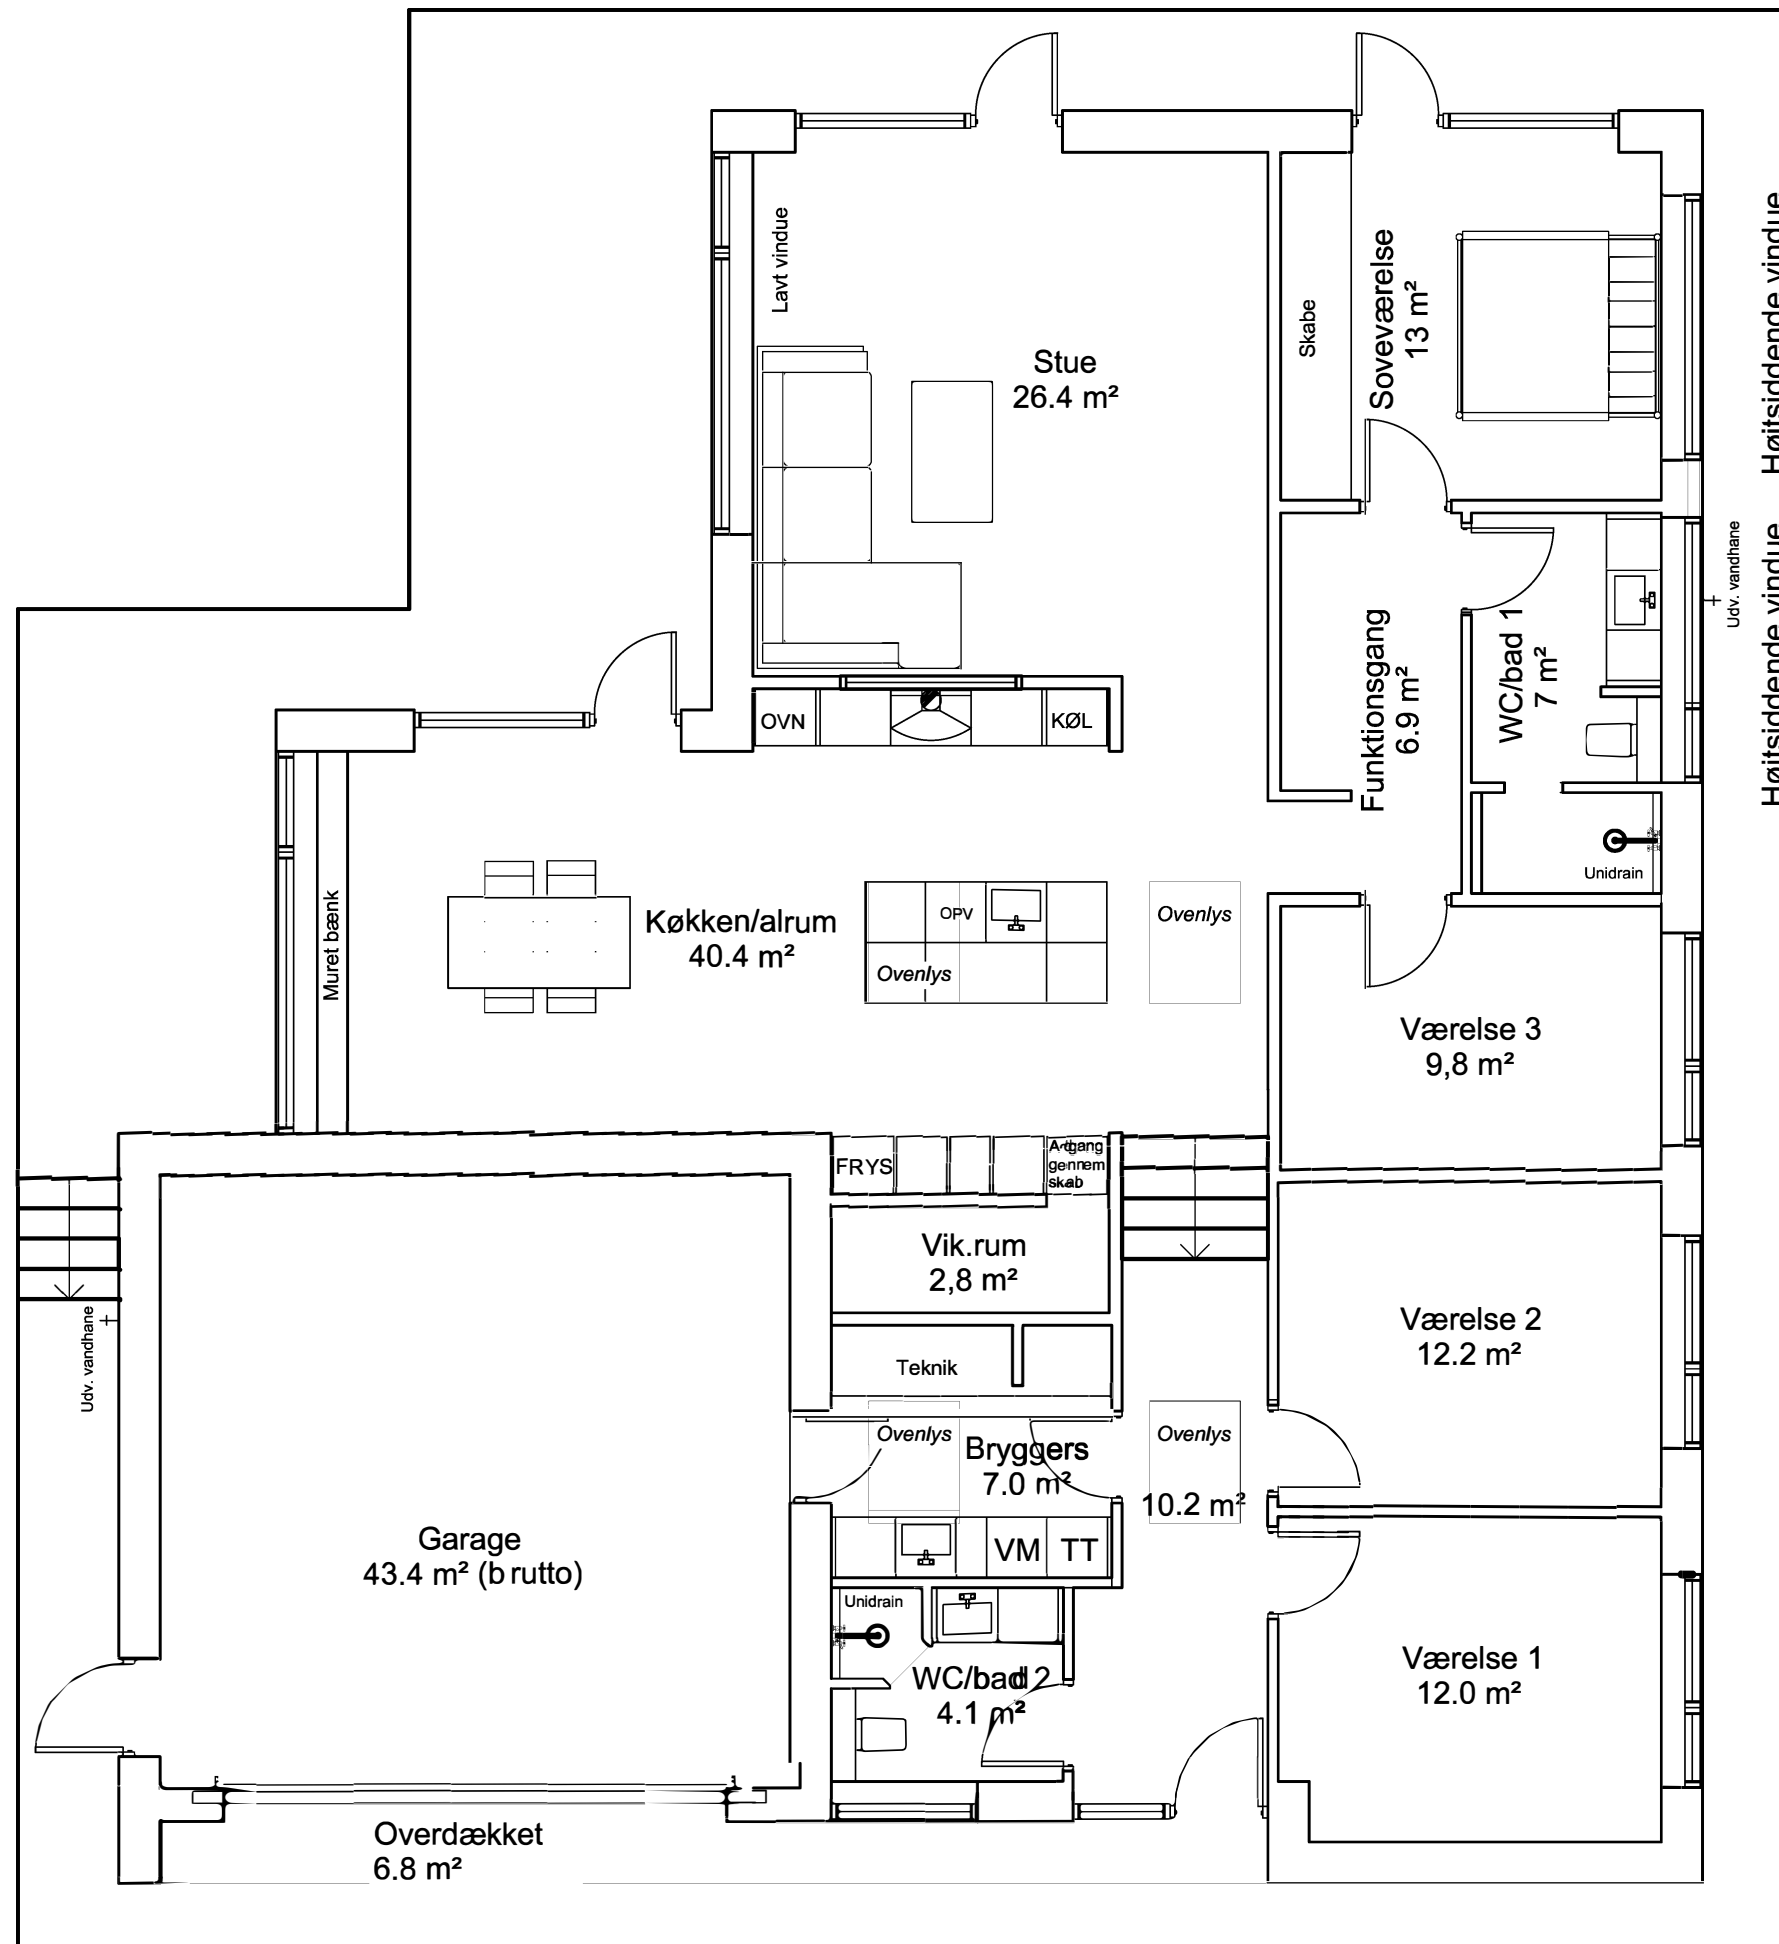 Lavt vindue
Stue
26.4 m²
Skabe
Soveværelse
13 m²
Højtsiddende vindue
Højtsiddende vindue
Udv. vandhane
OVN
KØL
Funktionsgang
6.9 m²
WC/bad 1
7 m²
Unidrain
Muret bænk
Køkken/alrum
40.4 m²
OPV
Ovenlys
Ovenlys
Værelse 3
9,8 m²
FRYS
Adgang
gennem
skab
Vik.rum
2,8 m²
Udv. vandhane
Teknik
Værelse 2
12.2 m²
Ovenlys
Bryggers
7.0 m²
Ovenlys
10.2 m²
Garage
43.4 m² (brutto)
VM
TT
Unidrain
WC/bad 2
4.1 m²
Værelse 1
12.0 m²
Overdækket
6.8 m²